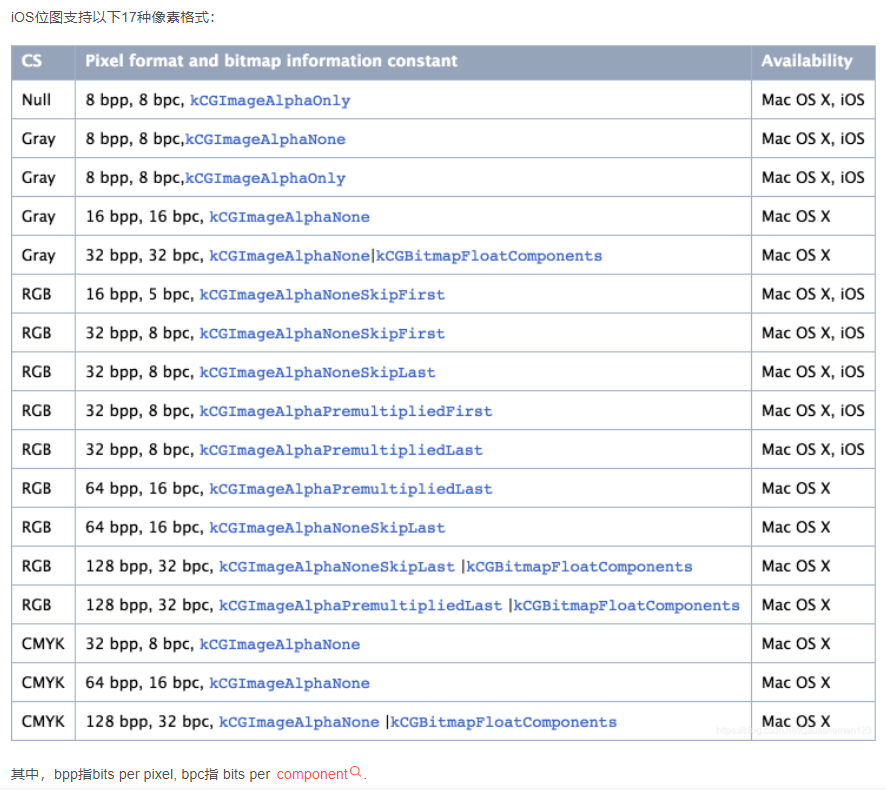 iOS位图支持以下17种像素格式：
CS Pixel format and bitmap information constant Availability
Null 8 bpp, 8 bpc, kCGImageAlphaOnly Mac OS X, iOS
Gray 8 bpp, 8 bpc,kCGImageAlphaNone Mac OS X, iOS
Gray 8 bpp, 8 bpc,kCGImageAlphaOnly Mac OS X, iOS
Gray 16 bpp, 16 bpc, kCGImageAlphaNone Mac OS X
Gray 32 bpp, 32 bpc, kCGImageAlphaNone|kCGBitmapFloatComponents Mac OS X
RGB 16 bpp, 5 bpc, kCGImageAlphaNoneSkipFirst Mac OS X, iOS
RGB 32 bpp, 8 bpc, kCGImageAlphaNoneSkipFirst Mac OS X, iOS
RGB 32 bpp, 8 bpc, kCGImageAlphaNoneSkipLast Mac OS X, iOS
RGB 32 bpp, 8 bpc, kCGImageAlphaPremultipliedFirst Mac OS X, iOS
RGB 32 bpp, 8 bpc, kCGImageAlphaPremultipliedLast Mac OS X, iOS
RGB 64 bpp, 16 bpc, kCGImageAlphaPremultipliedLast Mac OS X
RGB 64 bpp, 16 bpc, kCGImageAlphaNoneSkipLast Mac OS X
RGB 128 bpp, 32 bpc, kCGImageAlphaNoneSkipLast |kCGBitmapFloatComponents Mac OS X
RGB 128 bpp, 32 bpc, kCGImageAlphaPremultipliedLast |kCGBitmapFloatComponents Mac OS X
CMYK 32 bpp, 8 bpc, kCGImageAlphaNone Mac OS X
CMYK 64 bpp, 16 bpc, kCGImageAlphaNone Mac OS X
CMYK 128 bpp, 32 bpc, kCGImageAlphaNone |kCGBitmapFloatComponents Mac OS X
其中，bpp指bits per pixel, bpc指 bits per component.